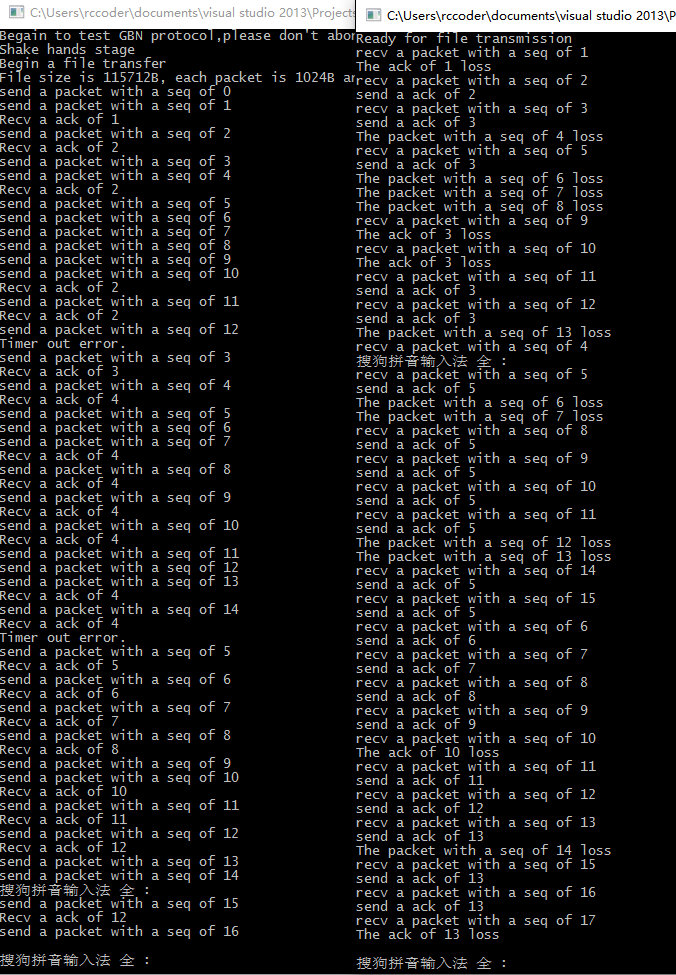 C:\Users\rccoder\documents\visual studio 2013\Projects
Begain to test GBN protocol,please don't abor
Shake hands stage
Begin a file transfer
File size is 115712B, each packet is 1024B an
send a packet with a seq of 0
send a packet with a seq of 1
Recv a ack of 1
send a packet with a seq of 2
Recv a ack of 2
send a packet with a seq of 3
send a packet with a seq of 4
Recv a ack of 2
send a packet with a seq of 5
send a packet with a seq of 6
send a packet with a seq of 7
send a packet with a seq of 8
send a packet with a seq of 9
send a packet with a seq of 10
Recv a ack of 2
send a packet with a seq of 11
Recv a ack of 2
send a packet with a seq of 12
Timer out error.
send a packet with a seq of 3
Recv a ack of 3
send a packet with a seq of 4
Recv a ack of 4
send a packet with a seq of 5
send a packet with a seq of 6
send a packet with a seq of 7
Recv a ack of 4
send a packet with a seq of 8
Recv a ack of 4
send a packet with a seq of 9
Recv a ack of 4
send a packet with a seq of 10
Recv a ack of 4
send a packet with a seq of 11
send a packet with a seq of 12
send a packet with a seq of 13
Recv a ack of 4
send a packet with a seq of 14
Recv a ack of 4
Timer out error.
send a packet with a seq of 5
Recv a ack of 5
send a packet with a seq of 6
Recv a ack of 6
send a packet with a seq of 7
Recv a ack of 7
send a packet with a seq of 8
Recv a ack of 8
send a packet with a seq of 9
send a packet with a seq of 10
Recv a ack of 10
send a packet with a seq of 11
Recv a ack of 11
send a packet with a seq of 12
Recv a ack of 12
send a packet with a seq of 13
send a packet with a seq of 14
搜狗拼音输入法 全 :
send a packet with a seq of 15
Recv a ack of 12
send a packet with a seq of 16
搜狗拼音输入法 全 :
C:\Users\rccoder\documents\visual studio 2013\P
Ready for file transmission
recv a packet with a seq of 1
The ack of 1 loss
recv a packet with a seq of 2
send a ack of 2
recv a packet with a seq of 3
send a ack of 3
The packet with a seq of 4 loss
recv a packet with a seq of 5
send a ack of 3
The packet with a seq of 6 loss
The packet with a seq of 7 loss
The packet with a seq of 8 loss
recv a packet with a seq of 9
The ack of 3 loss
recv a packet with a seq of 10
The ack of 3 loss
recv a packet with a seq of 11
send a ack of 3
recv a packet with a seq of 12
send a ack of 3
The packet with a seq of 13 loss
recv a packet with a seq of 4
搜狗拼音输入法 全 :
recv a packet with a seq of 5
send a ack of 5
The packet with a seq of 6 loss
The packet with a seq of 7 loss
recv a packet with a seq of 8
send a ack of 5
recv a packet with a seq of 9
send a ack of 5
recv a packet with a seq of 10
send a ack of 5
recv a packet with a seq of 11
send a ack of 5
The packet with a seq of 12 loss
The packet with a seq of 13 loss
recv a packet with a seq of 14
send a ack of 5
recv a packet with a seq of 15
send a ack of 5
recv a packet with a seq of 6
send a ack of 6
recv a packet with a seq of 7
send a ack of 7
recv a packet with a seq of 8
send a ack of 8
recv a packet with a seq of 9
send a ack of 9
recv a packet with a seq of 10
The ack of 10 loss
recv a packet with a seq of 11
send a ack of 11
recv a packet with a seq of 12
send a ack of 12
recv a packet with a seq of 13
send a ack of 13
The packet with a seq of 14 loss
recv a packet with a seq of 15
send a ack of 13
recv a packet with a seq of 16
send a ack of 13
recv a packet with a seq of 17
The ack of 13 loss
搜狗拼音输入法 全 :